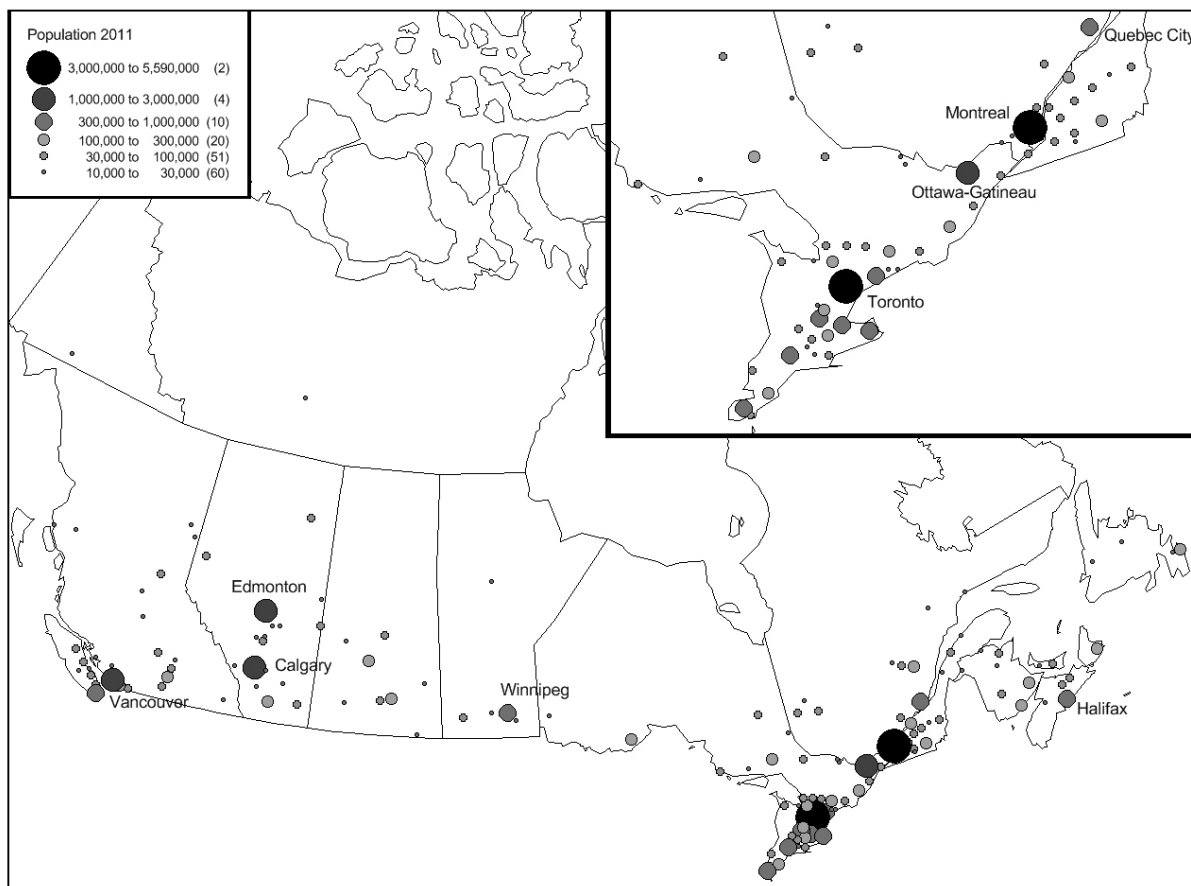 Population 2011
3,000,000 to 5,590,000 (2)
1,000,000 to 3,000,000 (4)
300,000 to 1,000,000 (10)
100,000 to 300,000 (20)
30,000 to 100,000 (51)
10,000 to 30,000 (60)
Quebec City
Montreal
Ottawa-Gatineau
Toronto
Edmonton
Calgary
Vancouver
Winnipeg
Halifax